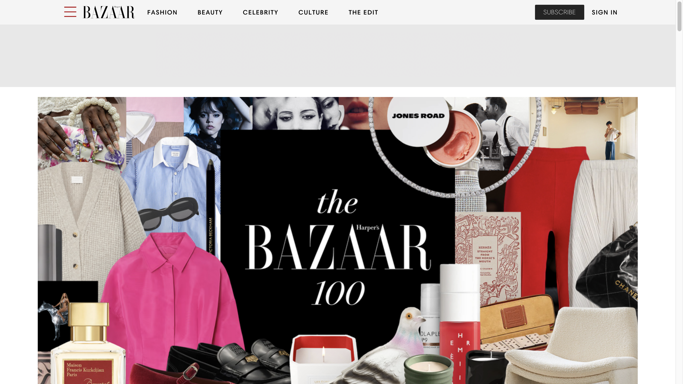 BAZAAR
FASHION
BEAUTY
CELEBRITY
CULTURE
THE EDIT
SUBSCRIBE
SIGN IN
JONES ROAD
the
Harper's
BAZAAR
100
CHANEL
Maison
Francis Kurkdjian
Paris